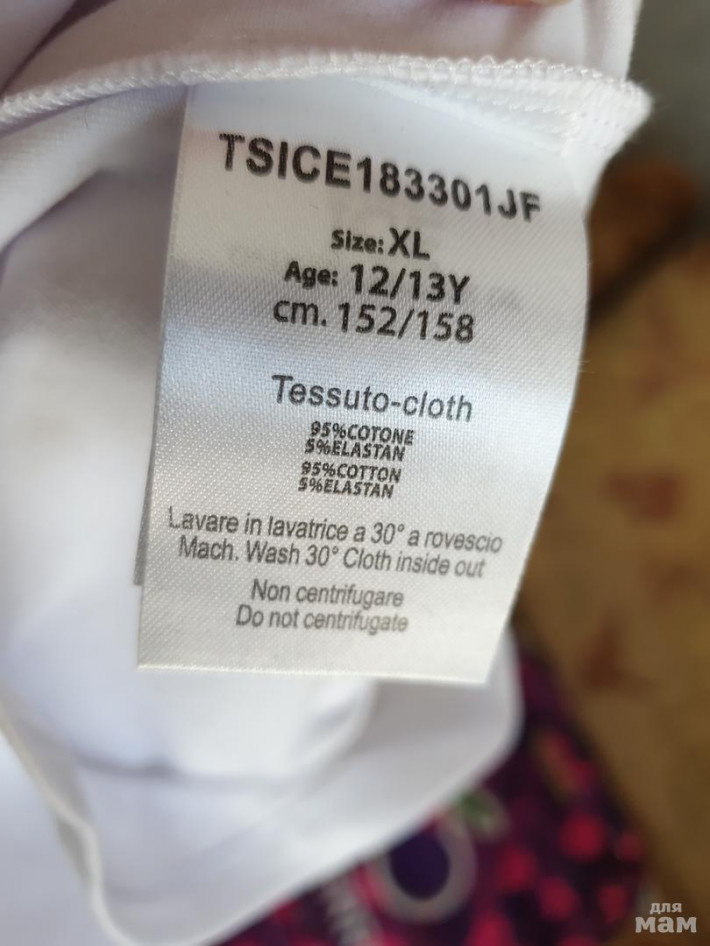 TSICE183301JF
Size: XL
Age: 12/13Y
cm. 152/158
Tessuto-cloth
95%COTONE
5%ELASTAN
95%COTTON
5%ELASTAN
Lavare in lavatrice a 30° a rovescio
Mach. Wash 30° Cloth inside out
Non centrifugare
Do not centrifugate
для
мам